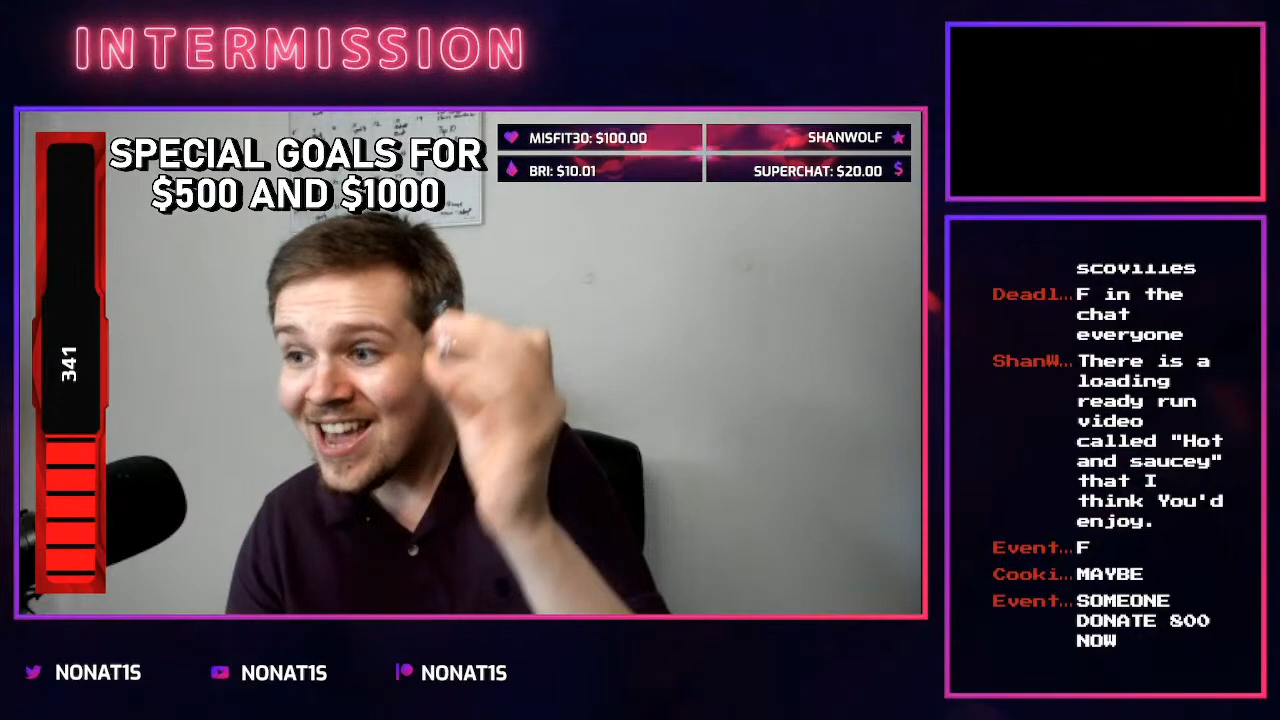 INTERMISSION
SPECIAL GOALS FOR
$500 AND $1000
MISFIT30: $100.00
SHANWOLF
BRI: $10.01
SUPERCHAT: $20.00
341
scovilles
Deadl… F in the
chat
everyone
ShanW… There is a
loading
ready run
video
called "Hot
and saucey"
that I
think You'd
enjoy.
Event… F
Cooki… MAYBE
Event… SOMEONE
DONATE 800
NOW
NONAT1S
NONAT1S
NONAT1S